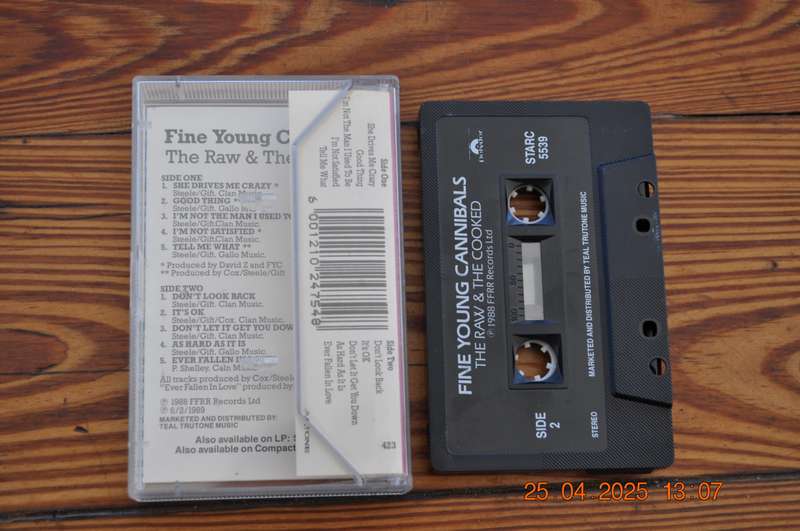 Fine Young C
The Raw & The
SIDE ONE
1. SHE DRIVES ME CRAZY *
Steele/Gift. Clan Music.
2. GOOD THING **
Steele/Gift. Gallo
3. I'M NOT THE MAN I USED TO
Steele/Gift.Clan Music.
4. I'M NOT SATISFIED *
Steele/Gift.Clan Music.
5. TELL ME WHAT **
Steele/Gift. Gallo Music.
* Produced by David Z and FYC
** Produced by Cox/Steele/Gift
SIDE TWO
1. DON'T LOOK BACK
Steele/Gift. Clan Music.
2. IT'S OK
Steele/Gift/Cox. Clan Music.
3. DON'T LET IT GET YOU DOWN
Steele/Gift. Clan Music.
4. AS HARD AS IT IS
Steele/Gift. Gallo Music.
5. EVER FALLEN
P. Shelley. Caln Music.
All tracks produced by Cox/Steele
"Ever Fallen In Love" produced by
℗ 1988 FFRR Records Ltd
℗ 6/2/1989
MARKETED AND DISTRIBUTED BY:
TEAL TRUTONE MUSIC
Also available on LP:
Also available on Compact
Side One
She Drives Me Crazy
Good Thing
I'm Not The Man I Used To Be
I'm Not Satisfied
Tell Me What
6 001210 247548
Side Two
Don't Look Back
It's OK
Don't Let It Get You Down
As Hard As It Is
Ever Fallen In Love
423
STARC
5539
FINE YOUNG CANNIBALS
THE RAW & THE COOKED
℗ 1988 FFRR Records Ltd
0 50 100
SIDE
2
STEREO
MARKETED AND DISTRIBUTED BY TEAL TRUTONE MUSIC
25 04 2025 13:07